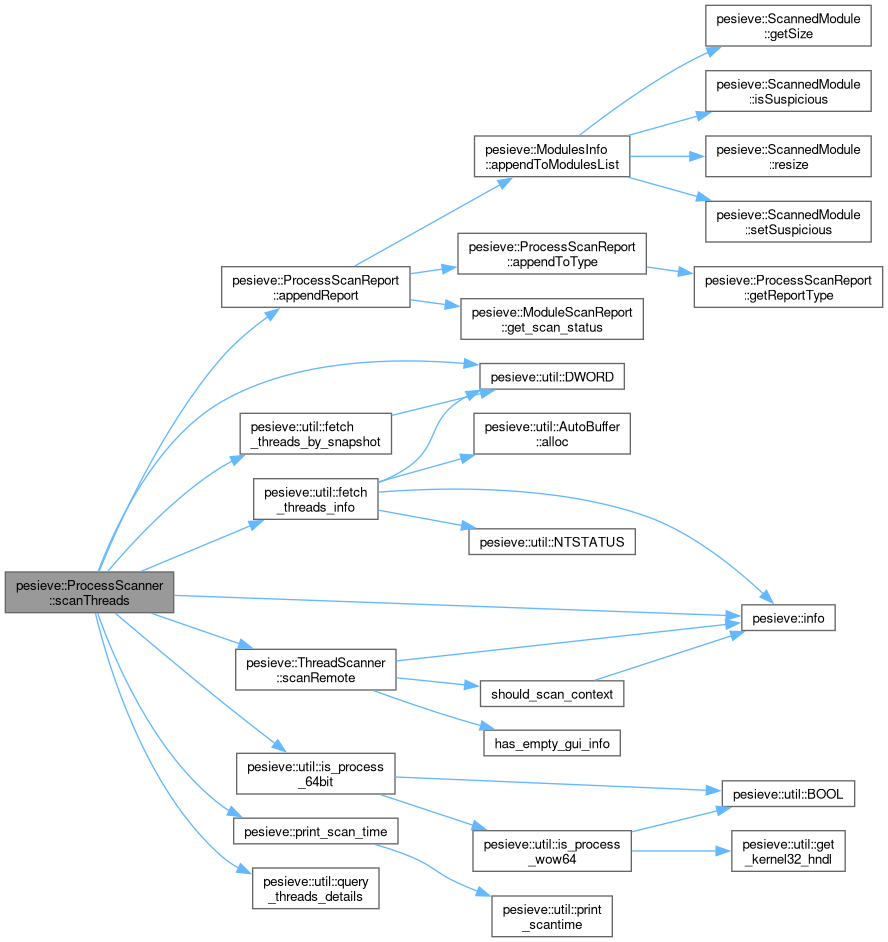 pesieve::ScannedModule
::getSize
pesieve::ScannedModule
::isSuspicious
pesieve::ModulesInfo
::appendToModulesList
pesieve::ScannedModule
::resize
pesieve::ScannedModule
::setSuspicious
pesieve::ProcessScanReport
::appendToType
pesieve::ProcessScanReport
::appendReport
pesieve::ProcessScanReport
::getReportType
pesieve::ModuleScanReport
::get_scan_status
pesieve::util::DWORD
pesieve::util::fetch
_threads_by_snapshot
pesieve::util::AutoBuffer
::alloc
pesieve::util::fetch
_threads_info
pesieve::util::NTSTATUS
pesieve::ProcessScanner
::scanThreads
pesieve::info
pesieve::ThreadScanner
::scanRemote
should_scan_context
has_empty_gui_info
pesieve::util::is_process
_64bit
pesieve::util::BOOL
pesieve::print_scan_time
pesieve::util::is_process
_wow64
pesieve::util::get
_kernel32_hndl
pesieve::util::query
_threads_details
pesieve::util::print
_scantime